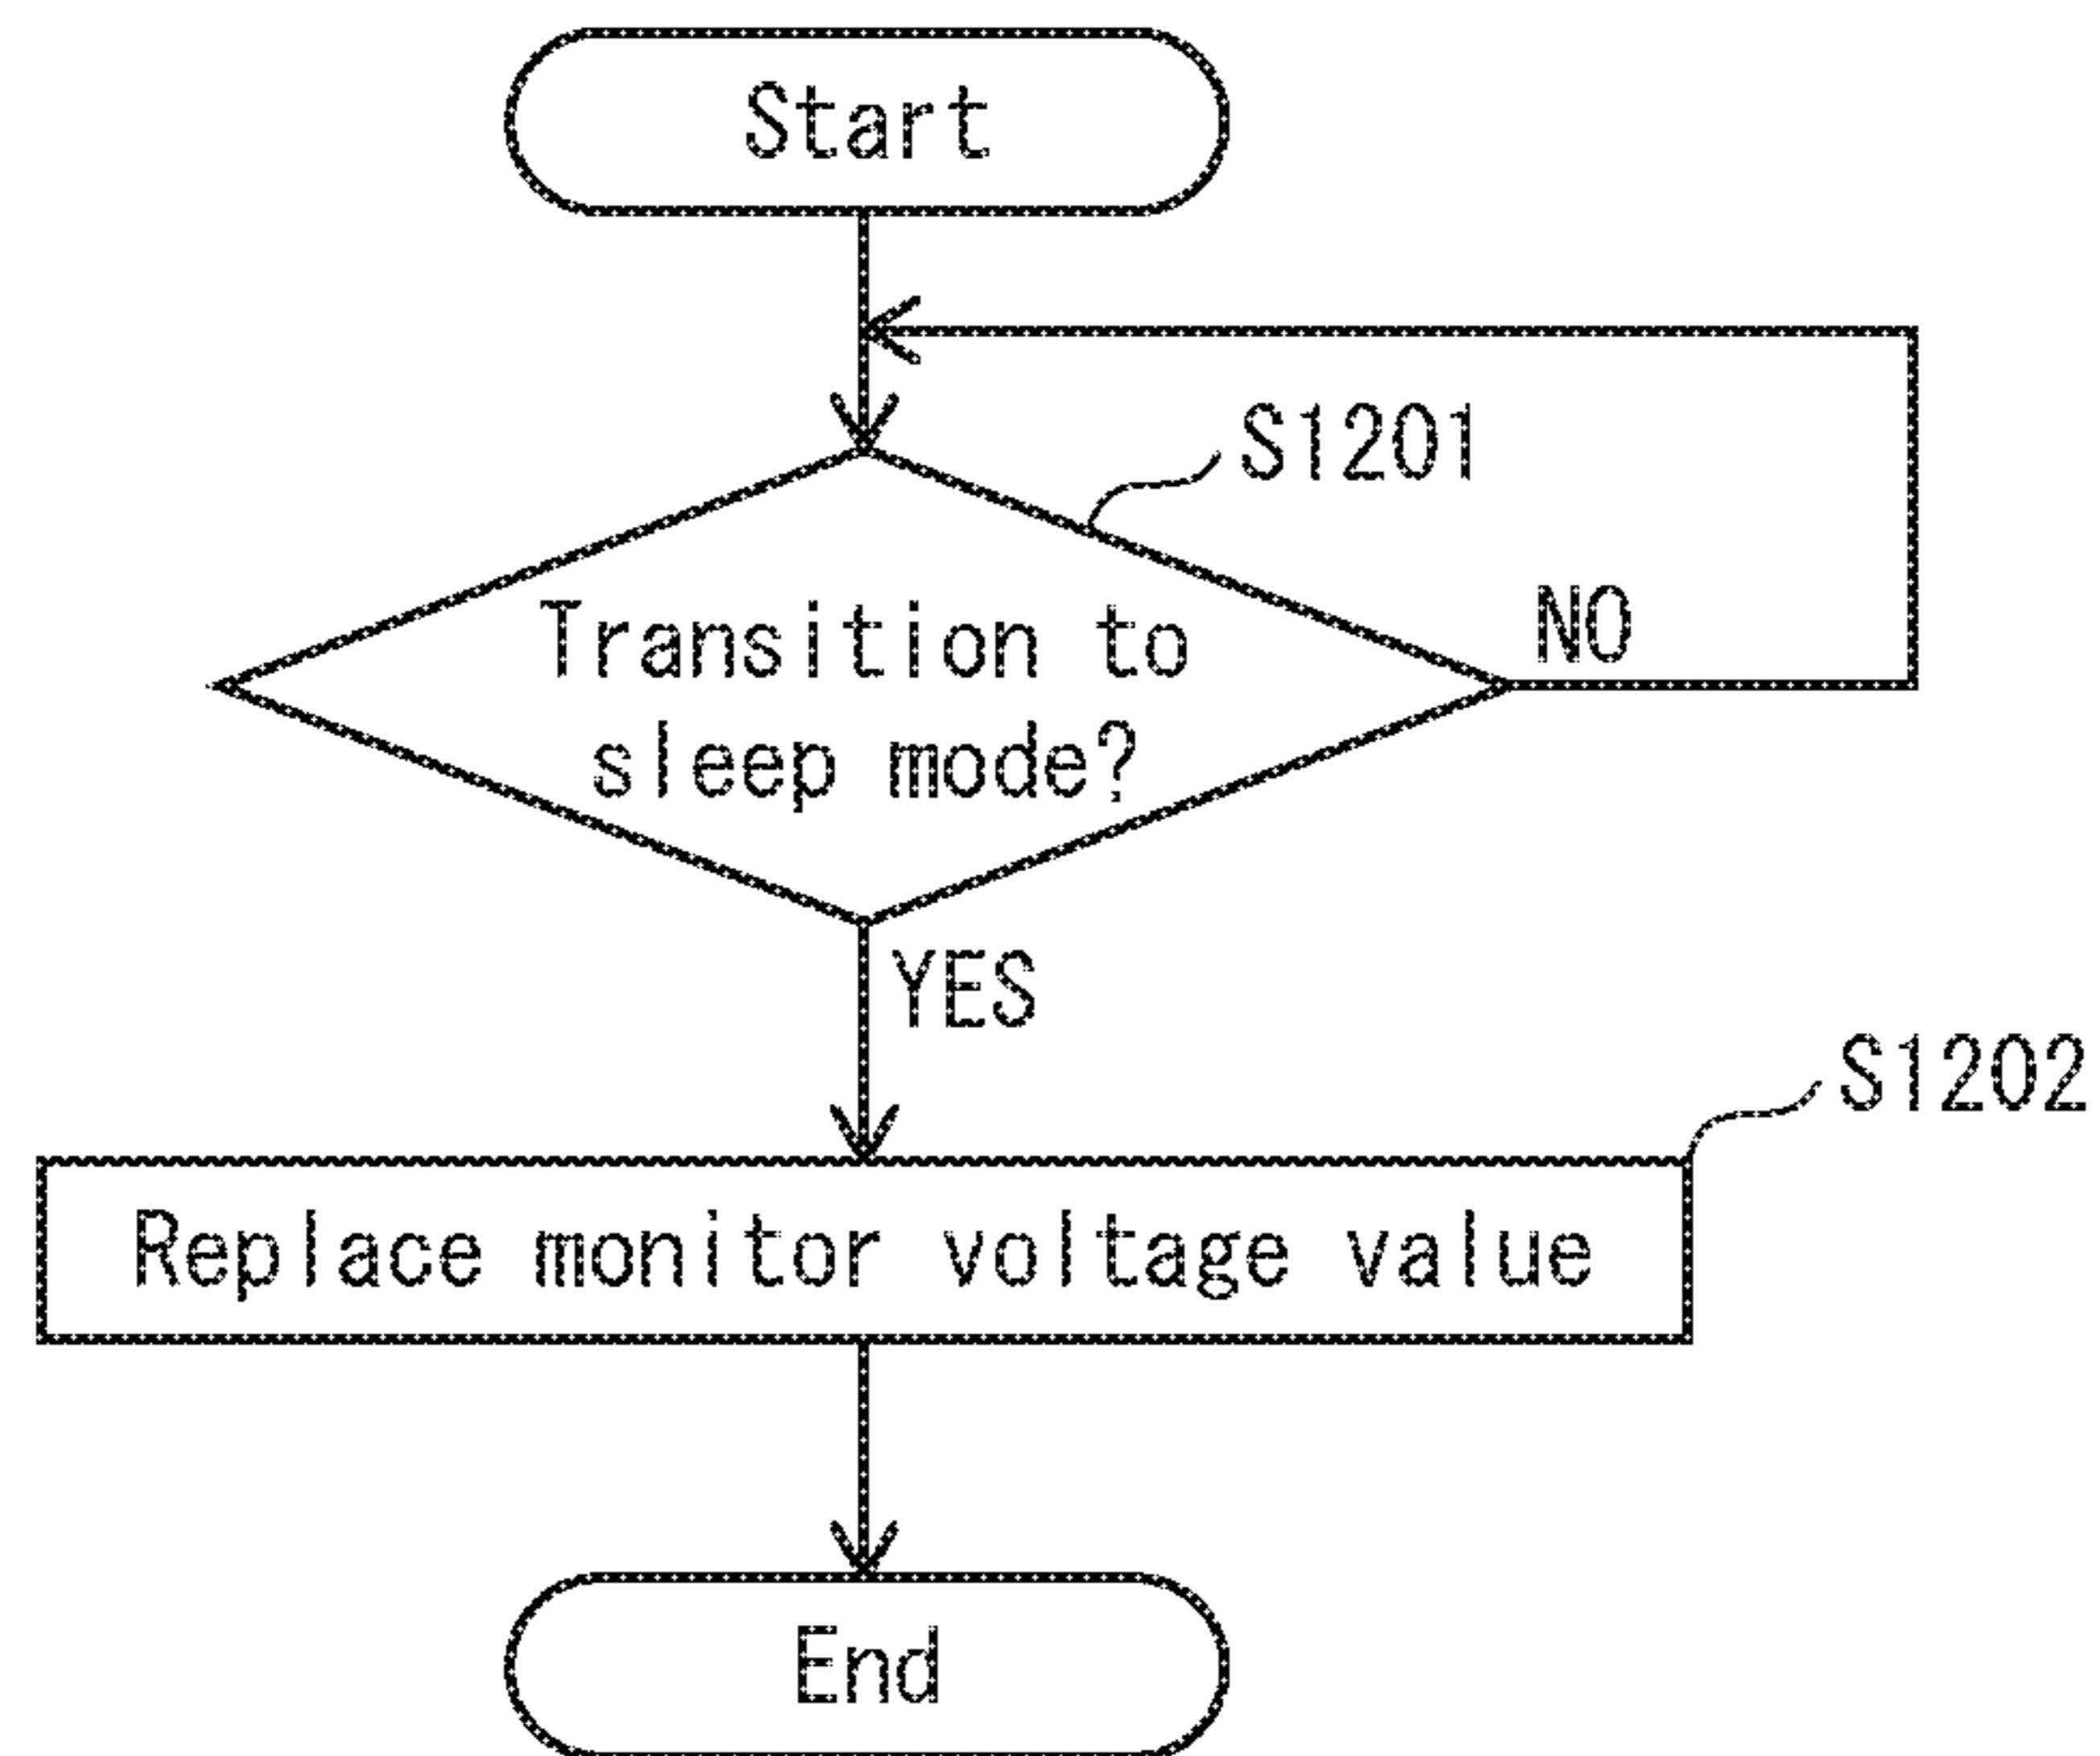 Start
S1201
Transition to
sleep mode?
NO
YES
S1202
Replace monitor voltage value
End